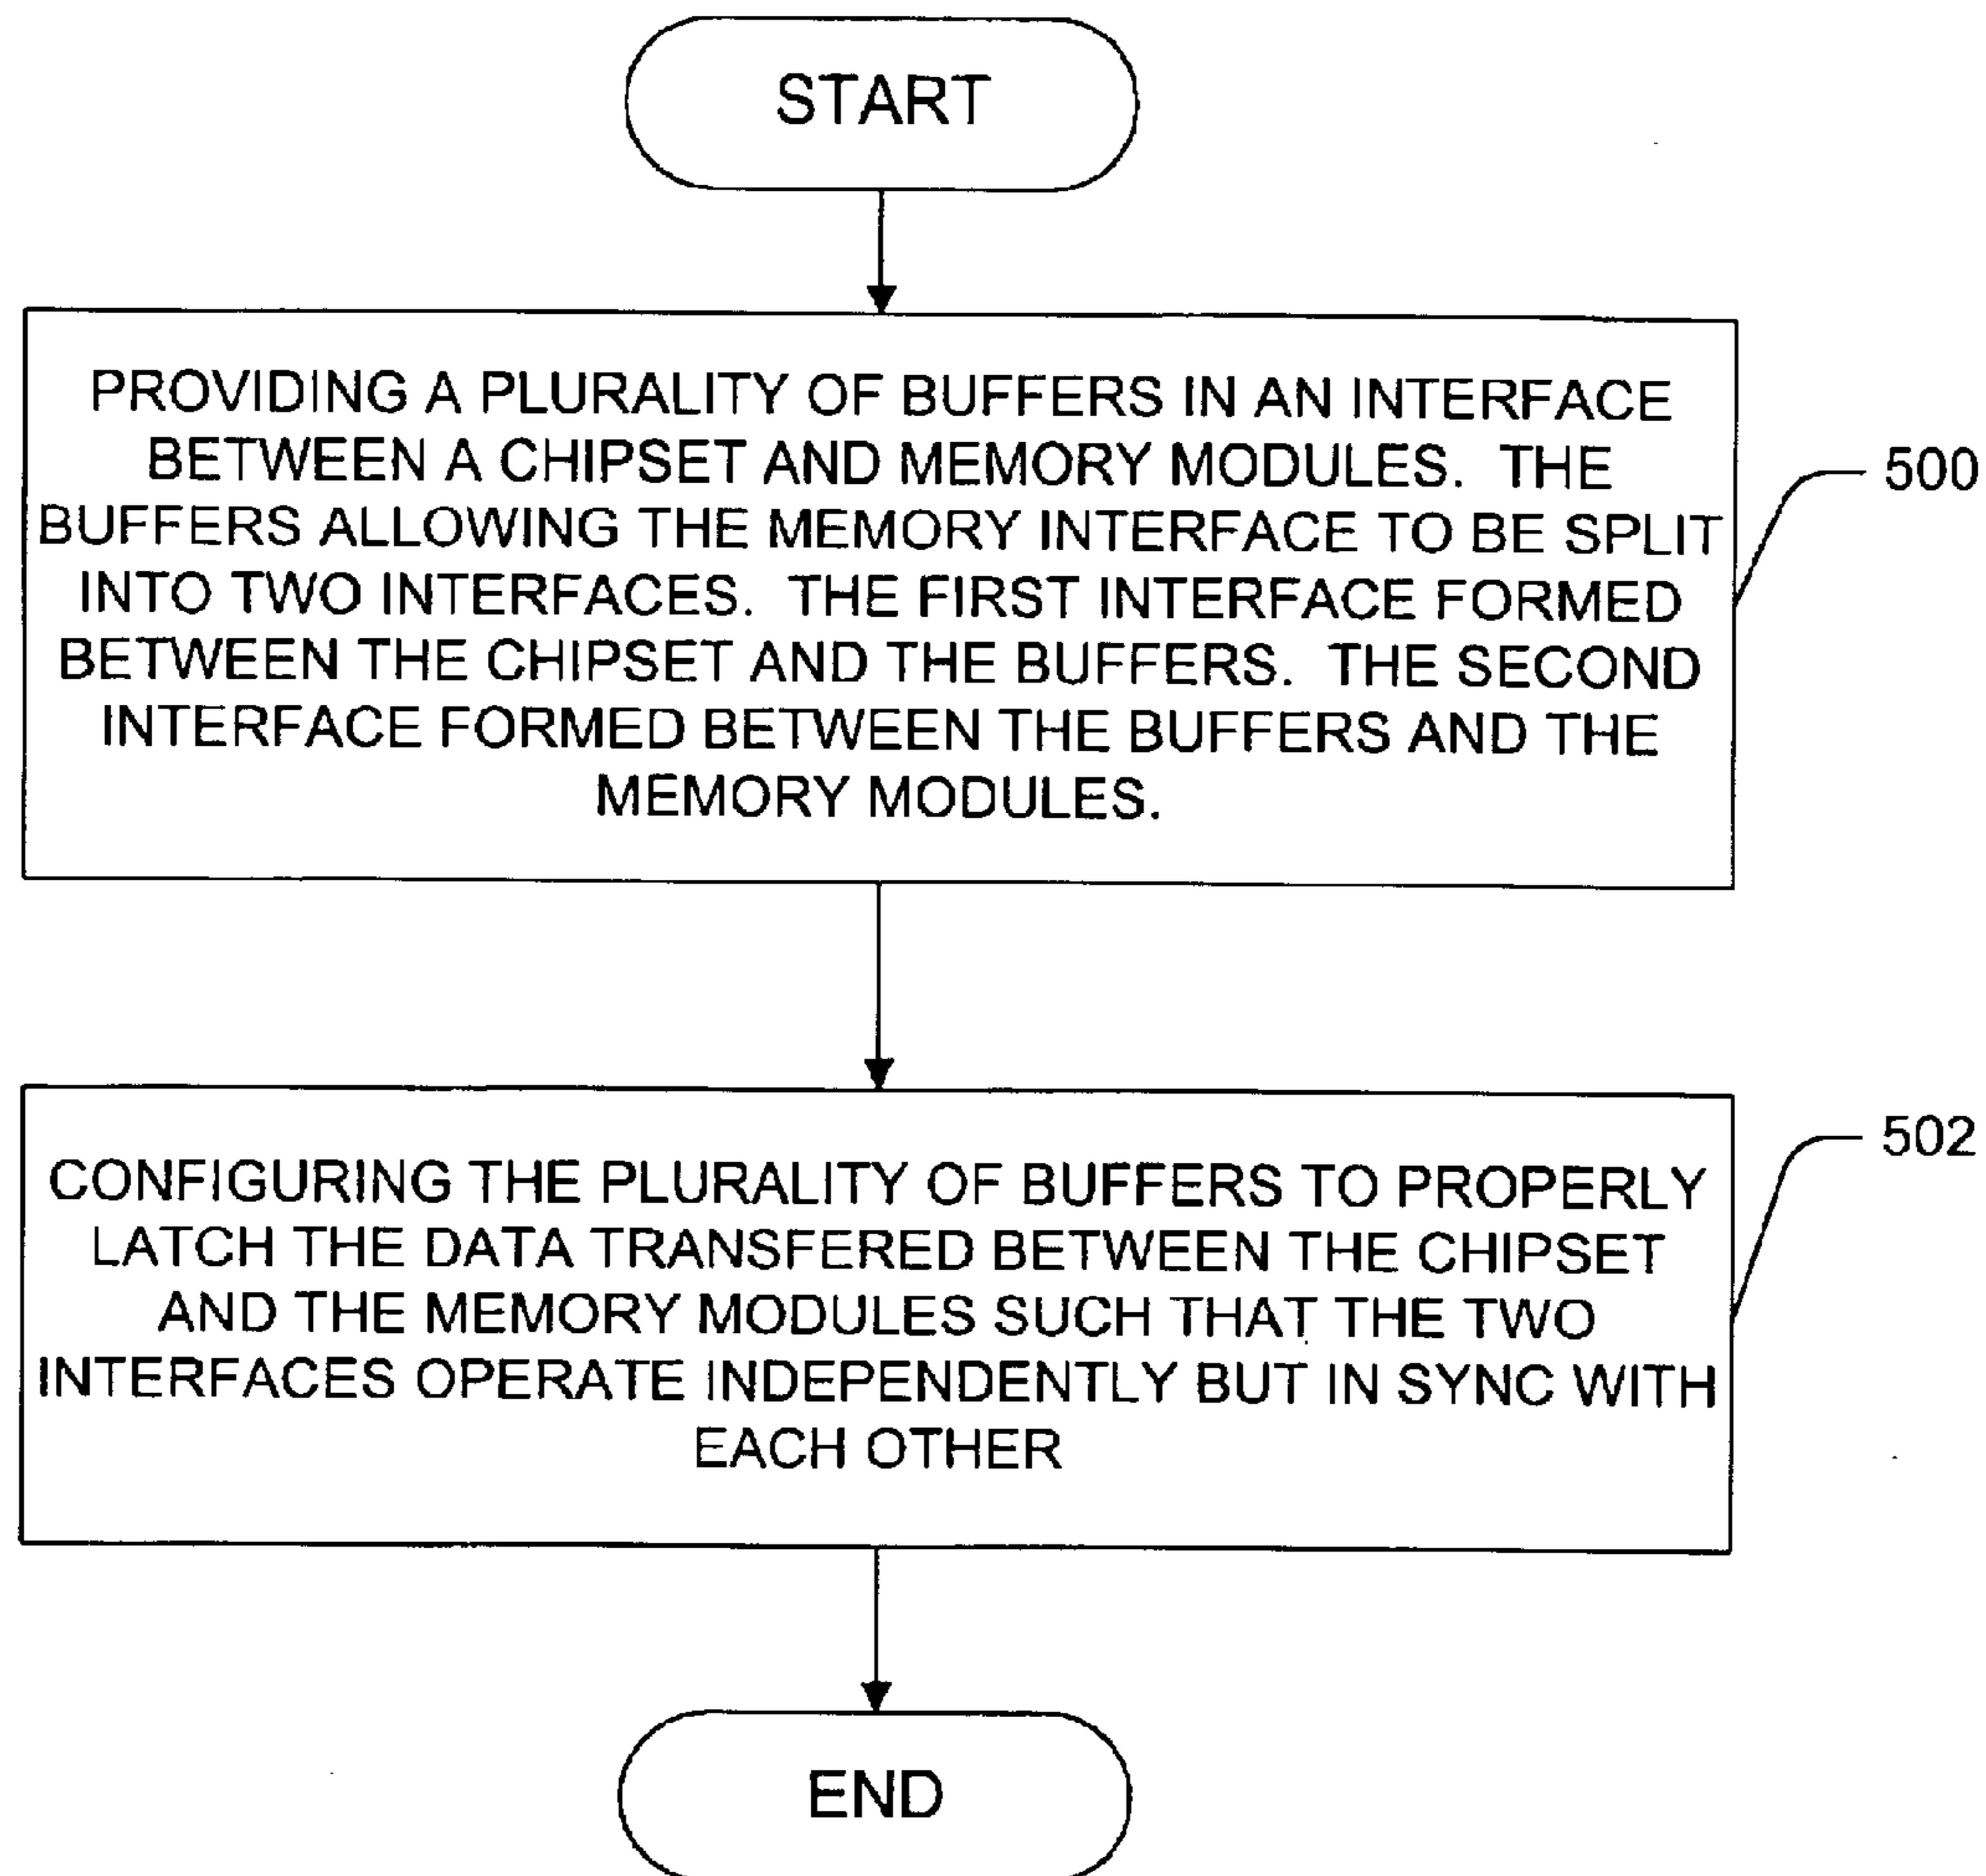 START
PROVIDING A PLURALITY OF BUFFERS IN AN INTERFACE
BETWEEN A CHIPSET AND MEMORY MODULES. THE
BUFFERS ALLOWING THE MEMORY INTERFACE TO BE SPLIT
INTO TWO INTERFACES. THE FIRST INTERFACE FORMED
BETWEEN THE CHIPSET AND THE BUFFERS. THE SECOND
INTERFACE FORMED BETWEEN THE BUFFERS AND THE
MEMORY MODULES.
500
CONFIGURING THE PLURALITY OF BUFFERS TO PROPERLY
LATCH THE DATA TRANSFERED BETWEEN THE CHIPSET
AND THE MEMORY MODULES SUCH THAT THE TWO
INTERFACES OPERATE INDEPENDENTLY BUT IN SYNC WITH
EACH OTHER
502
END